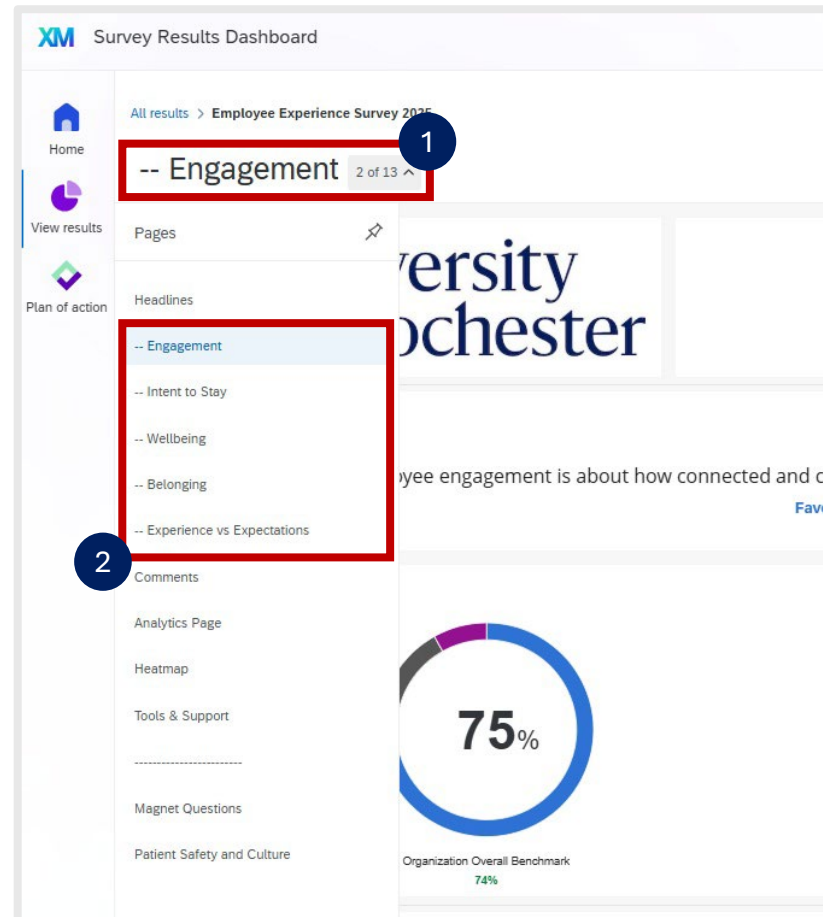 XM Survey Results Dashboard
All results > Employee Experience Survey
1
Home
-- Engagement 2 of 13
View results
Pages
Plan of action
Headlines
-- Engagement
-- Intent to Stay
-- Wellbeing
-- Belonging
-- Experience vs Expectations
2
Comments
Analytics Page
Heatmap
Tools & Support
------------------------
Magnet Questions
Patient Safety and Culture
versity
ochester
yee engagement is about how connected and c
Fav
75%
Organization Overall Benchmark
74%